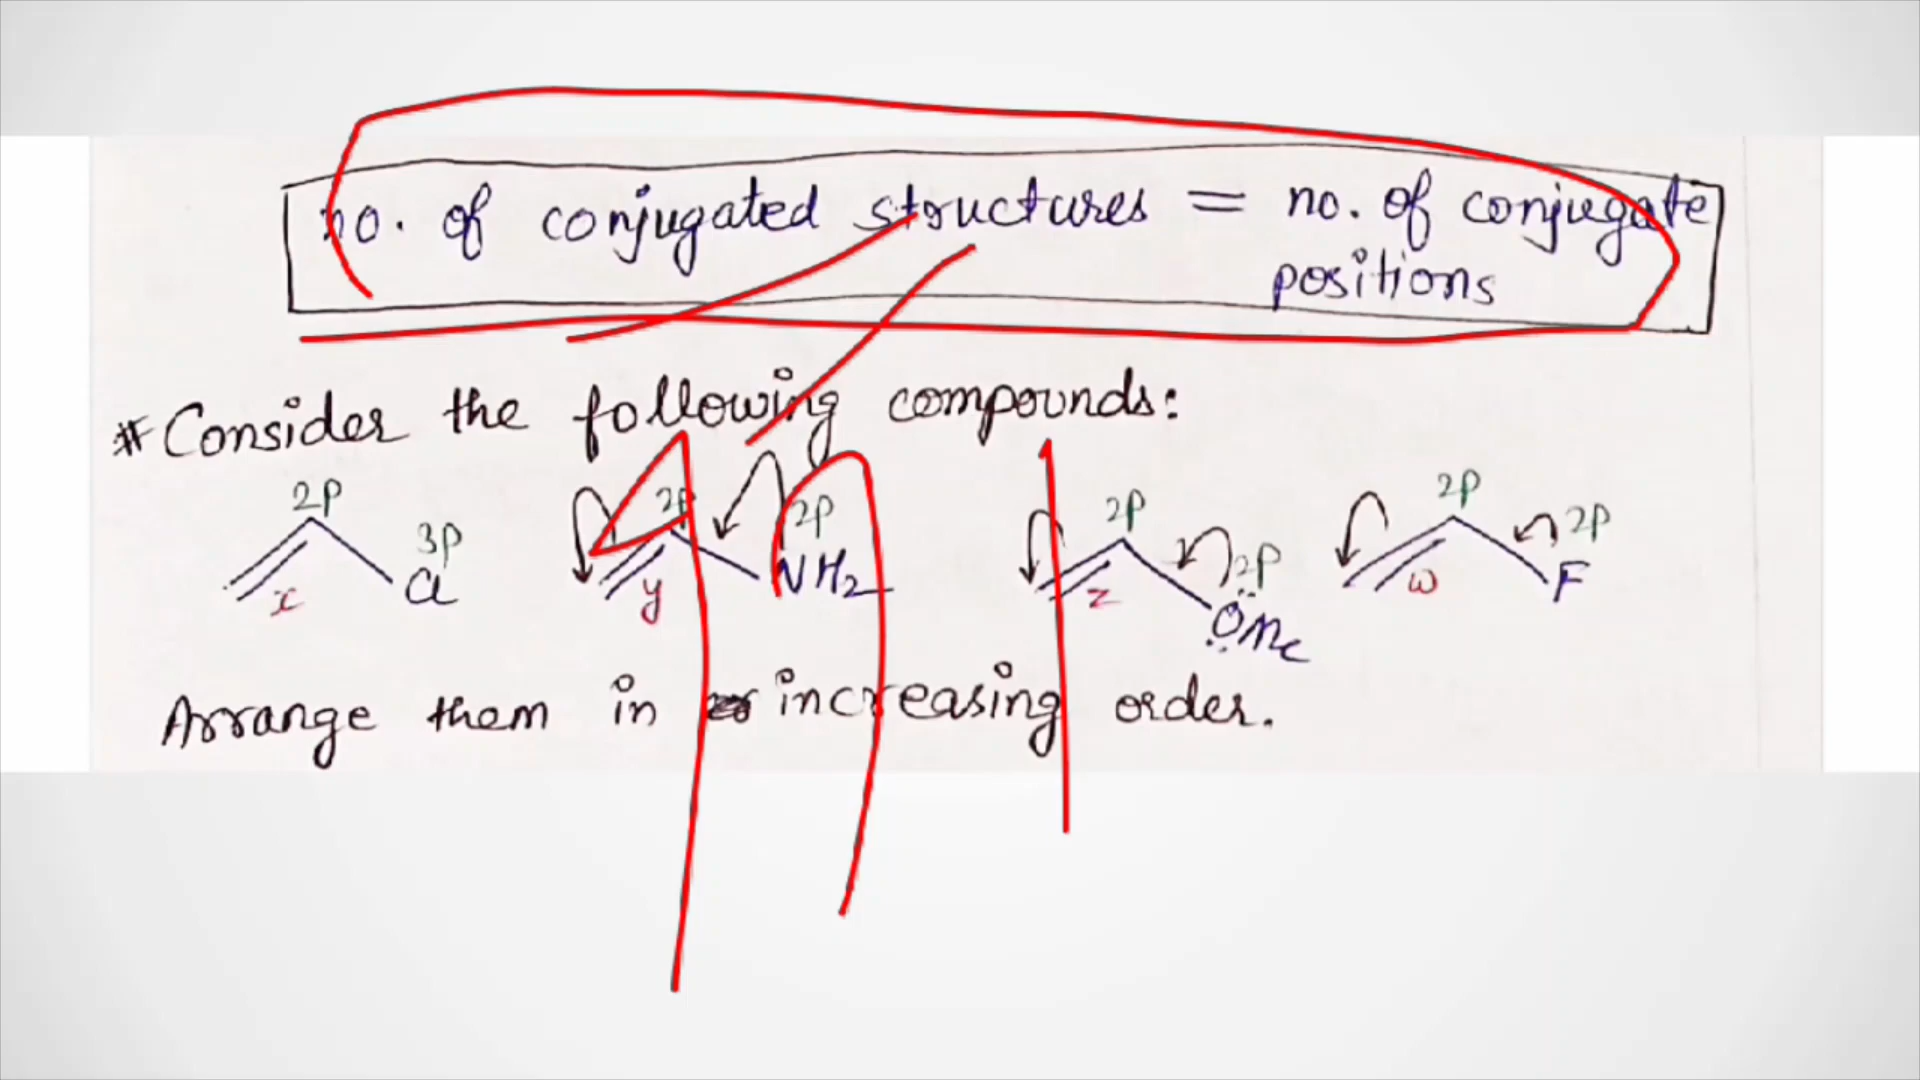 no. of conjugated structures = no. of conjugate
positions
* Consider the following compounds:
2p 3p Cl x
2p 2p NH2 y
2p 2p ÖMe z
2p 2p F w
Arrange them in increasing order.